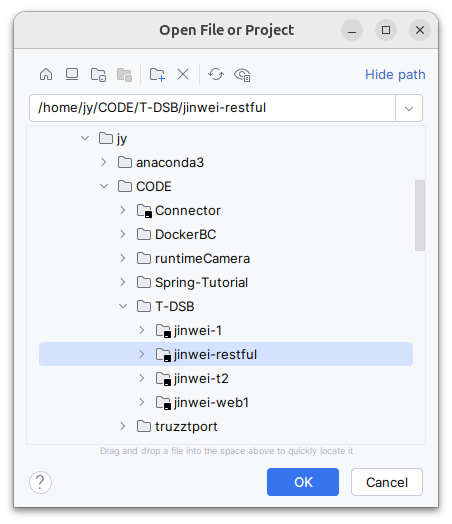 Open File or Project
Hide path
/home/jy/CODE/T-DSB/jinwei-restful
jy
anaconda3
CODE
Connector
DockerBC
runtimeCamera
Spring-Tutorial
T-DSB
jinwei-1
jinwei-restful
jinwei-t2
jinwei-web1
truzztport
Drag and drop a file into the space above to quickly locate it
?
OK
Cancel